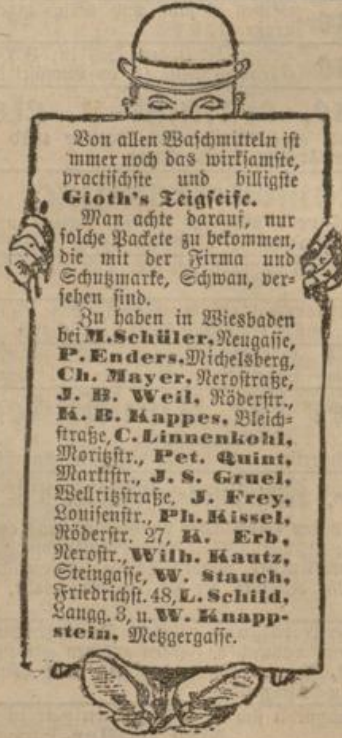 Von allen Waschmitteln ist
mmer noch das wirksamste,
practischste und billigste
Gioth's Teigseife.
Man achte darauf, nur
solche Packete zu bekommen,
die mit der Firma und
Schutzmarke, Schwan, ver-
sehen sind.
Zu haben in Wiesbaden
bei M. Schüler, Neugasse,
P. Enders, Michelsberg,
Ch. Mayer, Nerostraße,
J. B. Weil, Röderstr.,
K. B. Kappes, Bleich-
straße, C. Linnenkohl,
Moritzstr., Pet. Quint,
Marktstr., J. S. Gruel,
Wellritzstraße, J. Frey,
Louisenstr., Ph. Kissel,
Röderstr. 27, K. Erb,
Nerostr., Wilh. Kautz,
Steingasse, W. Stauch,
Friedrichst. 48, L. Schild,
Langg. 3, u. W. Knapp-
stein, Metzgergasse.